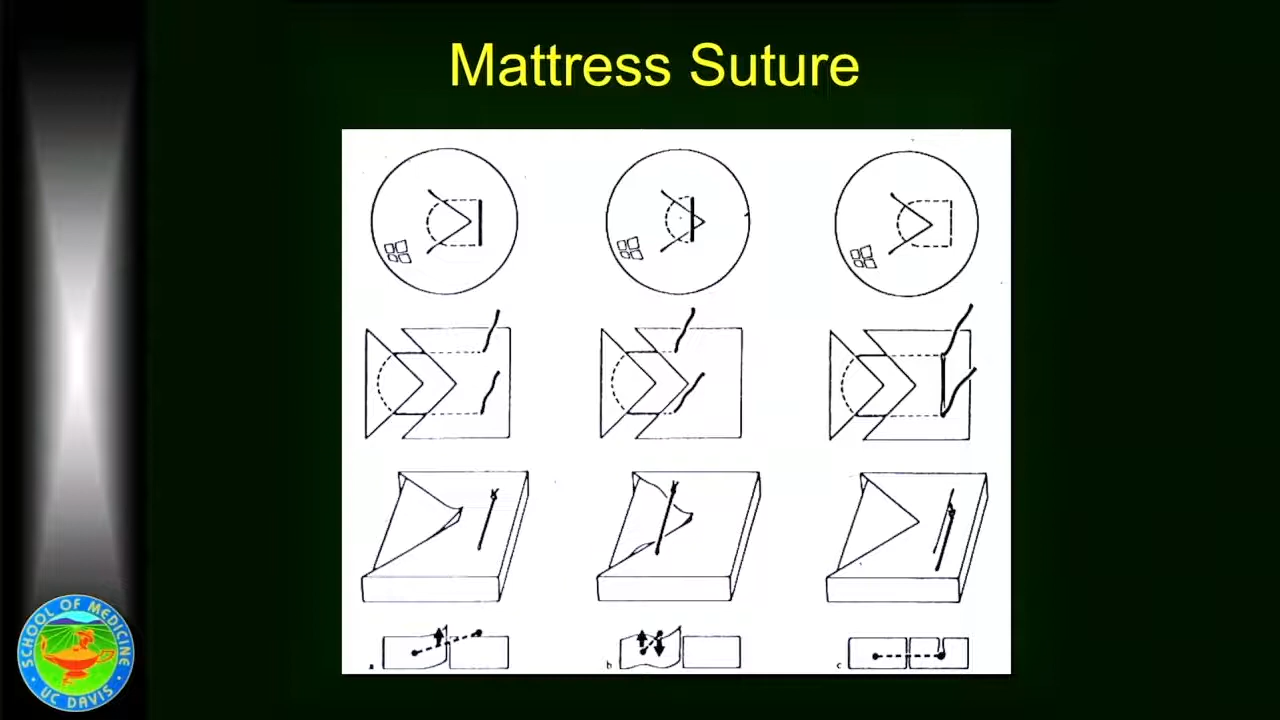 Mattress Suture
a
b
c
SCHOOL OF MEDICINE
UC DAVIS